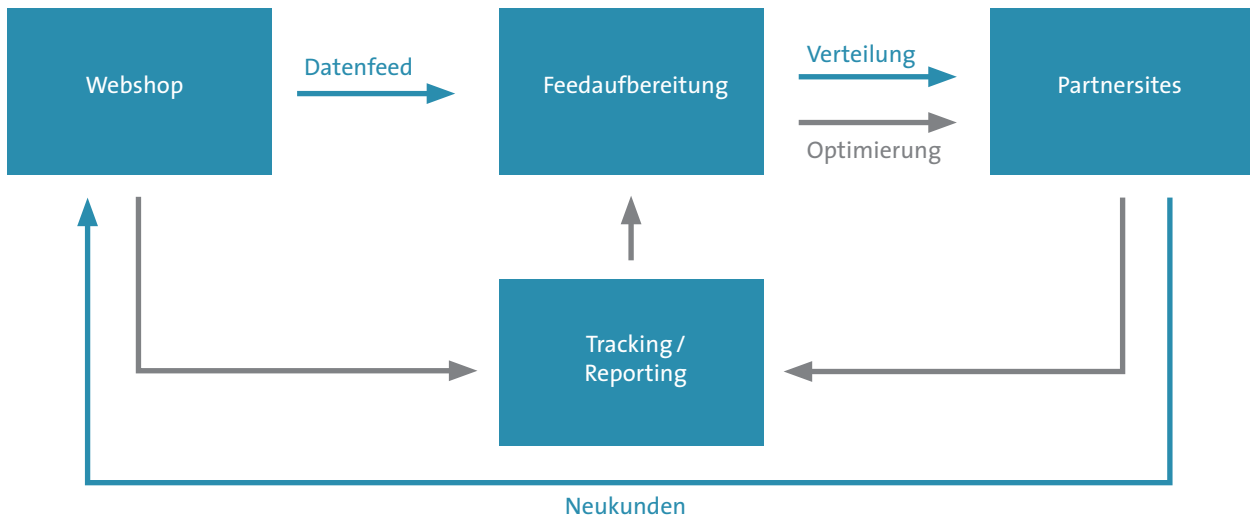 Webshop
Datenfeed
Feedaufbereitung
Verteilung
Optimierung
Partnersites
Tracking /
Reporting
Neukunden